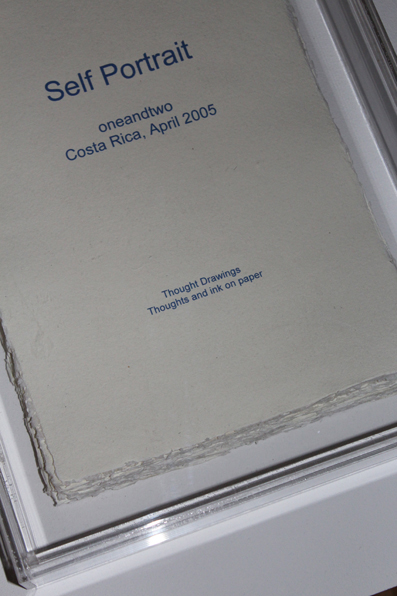 Self Portrait
oneandtwo
Costa Rica, April 2005
Thought Drawings
Thoughts and ink on paper